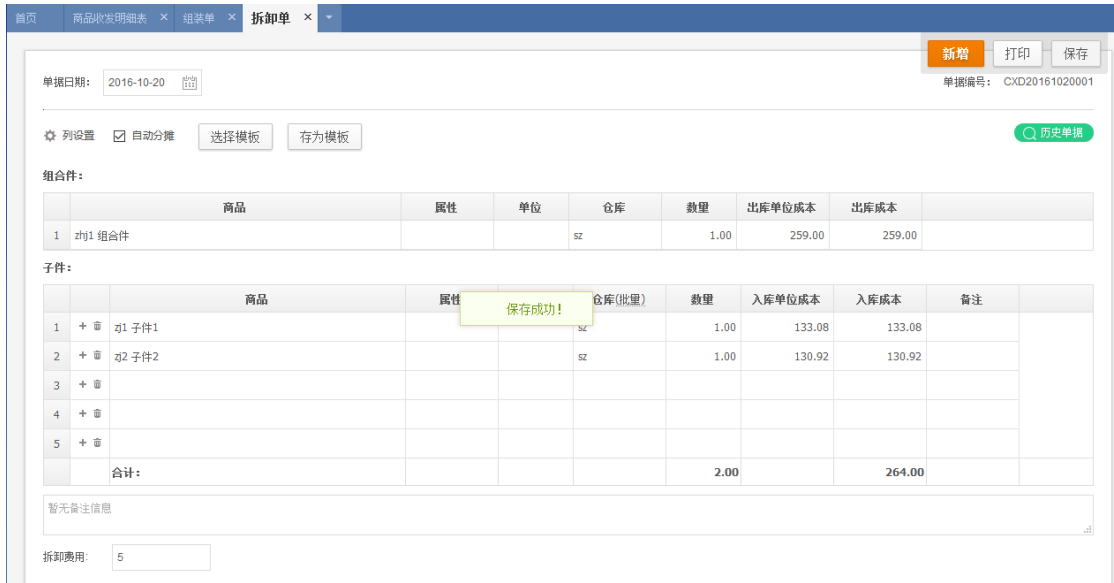 首页 商品收发明细表 × 组装单 × 拆卸单 ×
新增 打印 保存
单据日期: 2016-10-20 单据编号: CXD20161020001
列设置 自动分摊 选择模板 存为模板 历史单据
组合件:
商品 属性 单位 仓库 数量 出库单位成本 出库成本
1 zhj1 组合件 sz 1.00 259.00 259.00
子件:
商品 属性 仓库(批量) 数量 入库单位成本 入库成本 备注
保存成功!
1 + zj1 子件1 sz 1.00 133.08 133.08
2 + zj2 子件2 sz 1.00 130.92 130.92
3 +
4 +
5 +
合计: 2.00 264.00
暂无备注信息
拆卸费用: 5